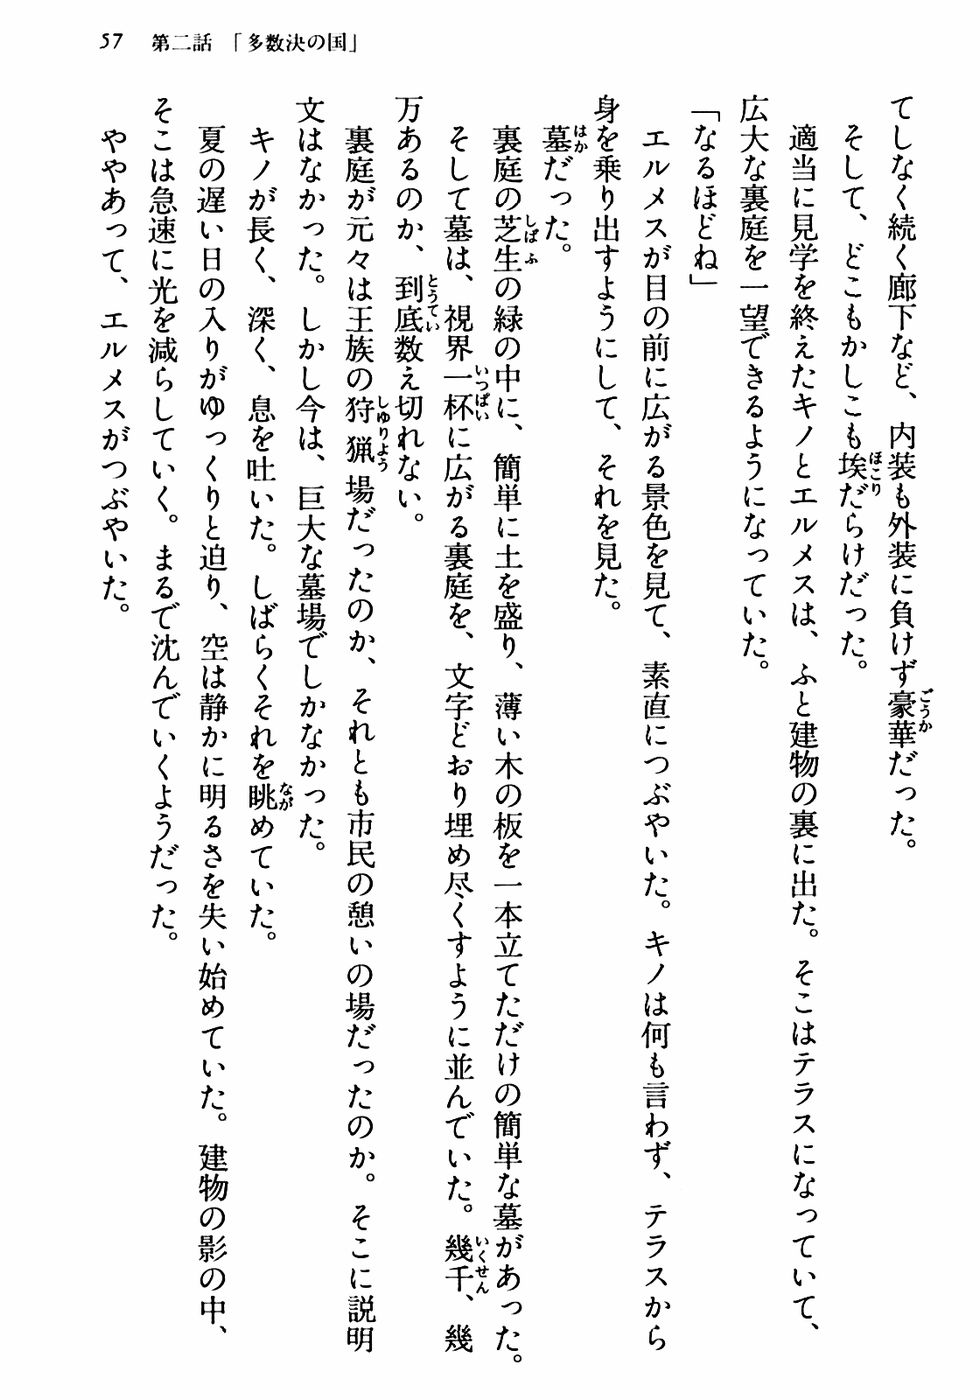 57 第二話 「多数決の国」
てしなく続く廊下など、内装も外装に負けず豪華だった。
そして、どこもかしこも埃だらけだった。
適当に見学を終えたキノとエルメスは、ふと建物の裏に出た。そこはテラスになっていて、
広大な裏庭を一望できるようになっていた。
「なるほどね」
エルメスが目の前に広がる景色を見て、素直につぶやいた。キノは何も言わず、テラスから
身を乗り出すようにして、それを見た。
墓だった。
裏庭の芝生の緑の中に、簡単に土を盛り、薄い木の板を一本立てただけの簡単な墓があった。
そして墓は、視界一杯に広がる裏庭を、文字どおり埋め尽くすように並んでいた。幾千、幾
万あるのか、到底数え切れない。
裏庭が元々は王族の狩猟場だったのか、それとも市民の憩いの場だったのか。そこに説明
文はなかった。しかし今は、巨大な墓場でしかなかった。
キノが長く、深く、息を吐いた。しばらくそれを眺めていた。
夏の遅い日の入りがゆっくりと迫り、空は静かに明るさを失い始めていた。建物の影の中、
そこは急速に光を減らしていく。まるで沈んでいくようだった。
ややあって、エルメスがつぶやいた。